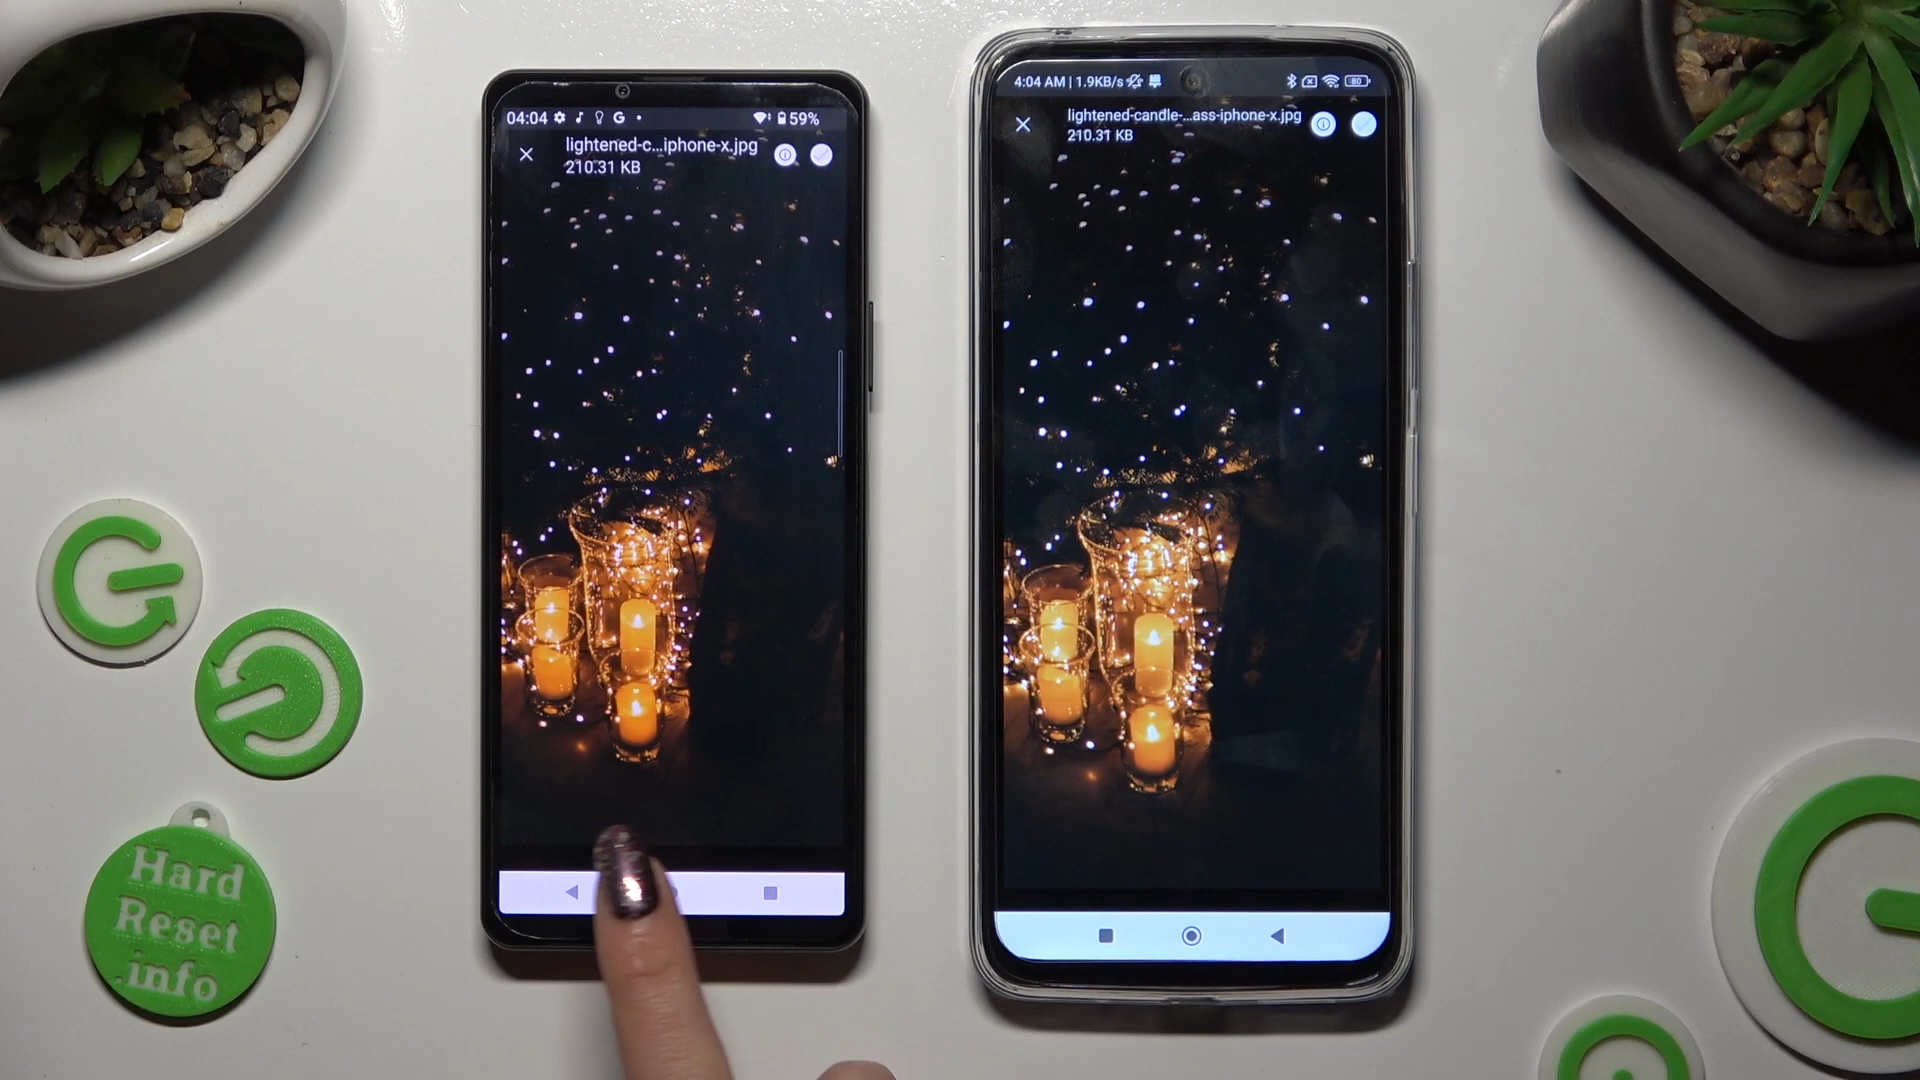 04:04 G 59%
lightened-c...iphone-x.jpg
210.31 KB
4:04 AM | 1.9KB/s 80
lightened-candle-...ass-iphone-x.jpg
210.31 KB
Hard
Reset
.info